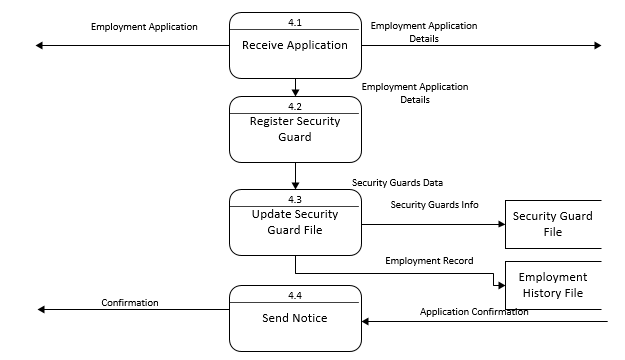 4.1
Employment Application
Receive Application
Employment Application
Details
Employment Application
Details
4.2
Register Security
Guard
Security Guards Data
4.3
Update Security
Guard File
Security Guards Info
Security Guard
File
Employment Record
Employment
History File
4.4
Send Notice
Confirmation
Application Confirmation